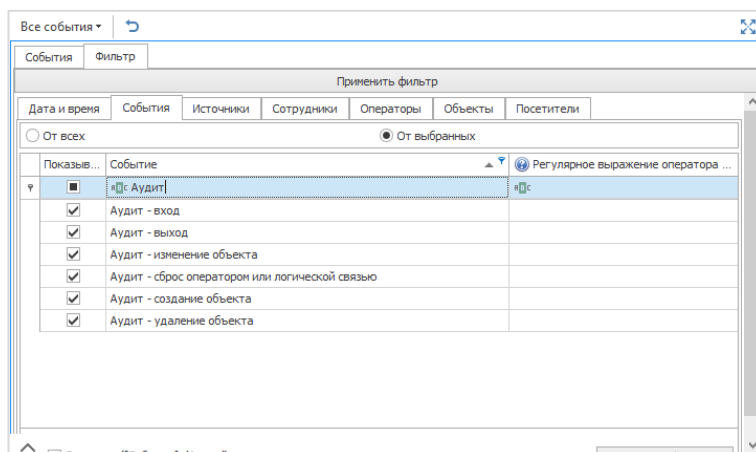 Все события
События Фильтр
Применить фильтр
Дата и время События Источники Сотрудники Операторы Объекты Посетители
От всех От выбранных
Показыв... Событие Регулярное выражение оператора ...
Аудит
Аудит - вход
Аудит - выход
Аудит - изменение объекта
Аудит - сброс оператором или логической связью
Аудит - создание объекта
Аудит - удаление объекта